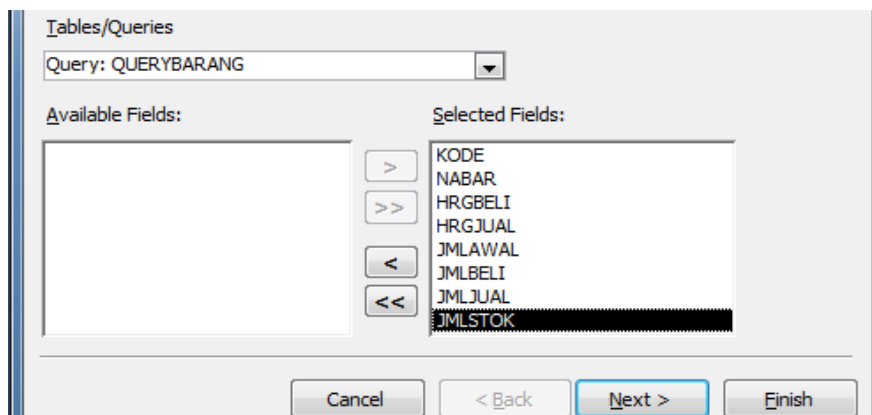 Tables/Queries
Query: QUERYBARANG
Available Fields:
Selected Fields:
>
>>
<
<<
KODE
NABAR
HRGBELI
HRGJUAL
JMLAWAL
JMLBELI
JMLJUAL
JMLSTOK
Cancel
< Back
Next >
Finish